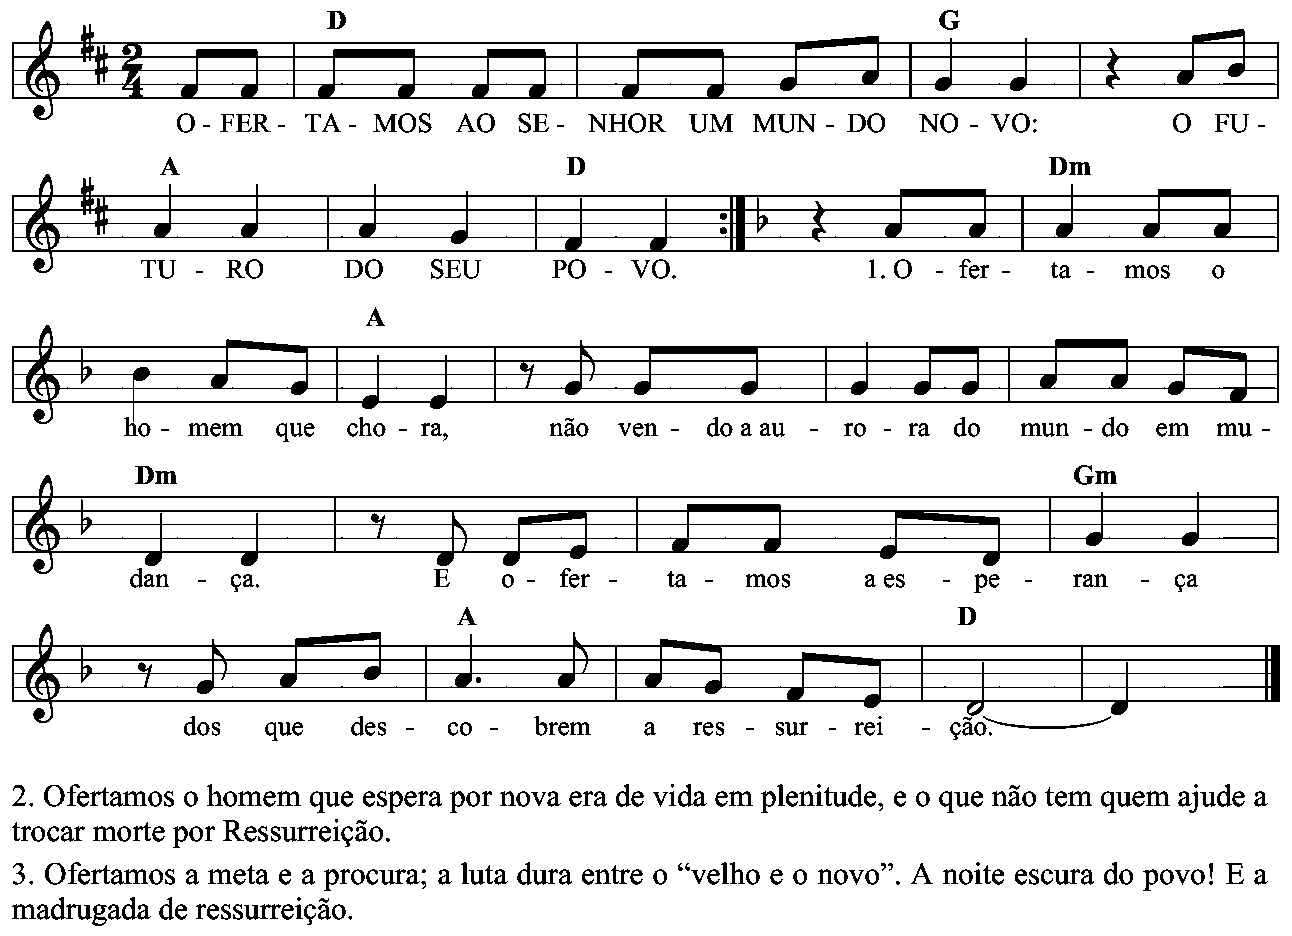 D G
2/4
O - FER - TA - MOS AO SE - NHOR UM MUN - DO NO - VO: O FU -
A D Dm
TU - RO DO SEU PO - VO. 1. O - fer - ta - mos o
A
ho - mem que cho - ra, não ven - do a au - ro - ra do mun - do em mu -
Dm Gm
dan - ça. E o - fer - ta - mos a es - pe - ran - ça
A D
dos que des - co - brem a res - sur - rei - ção.
2. Ofertamos o homem que espera por nova era de vida em plenitude, e o que não tem quem ajude a
trocar morte por Ressurreição.
3. Ofertamos a meta e a procura; a luta dura entre o “velho e o novo”. A noite escura do povo! E a
madrugada de ressurreição.